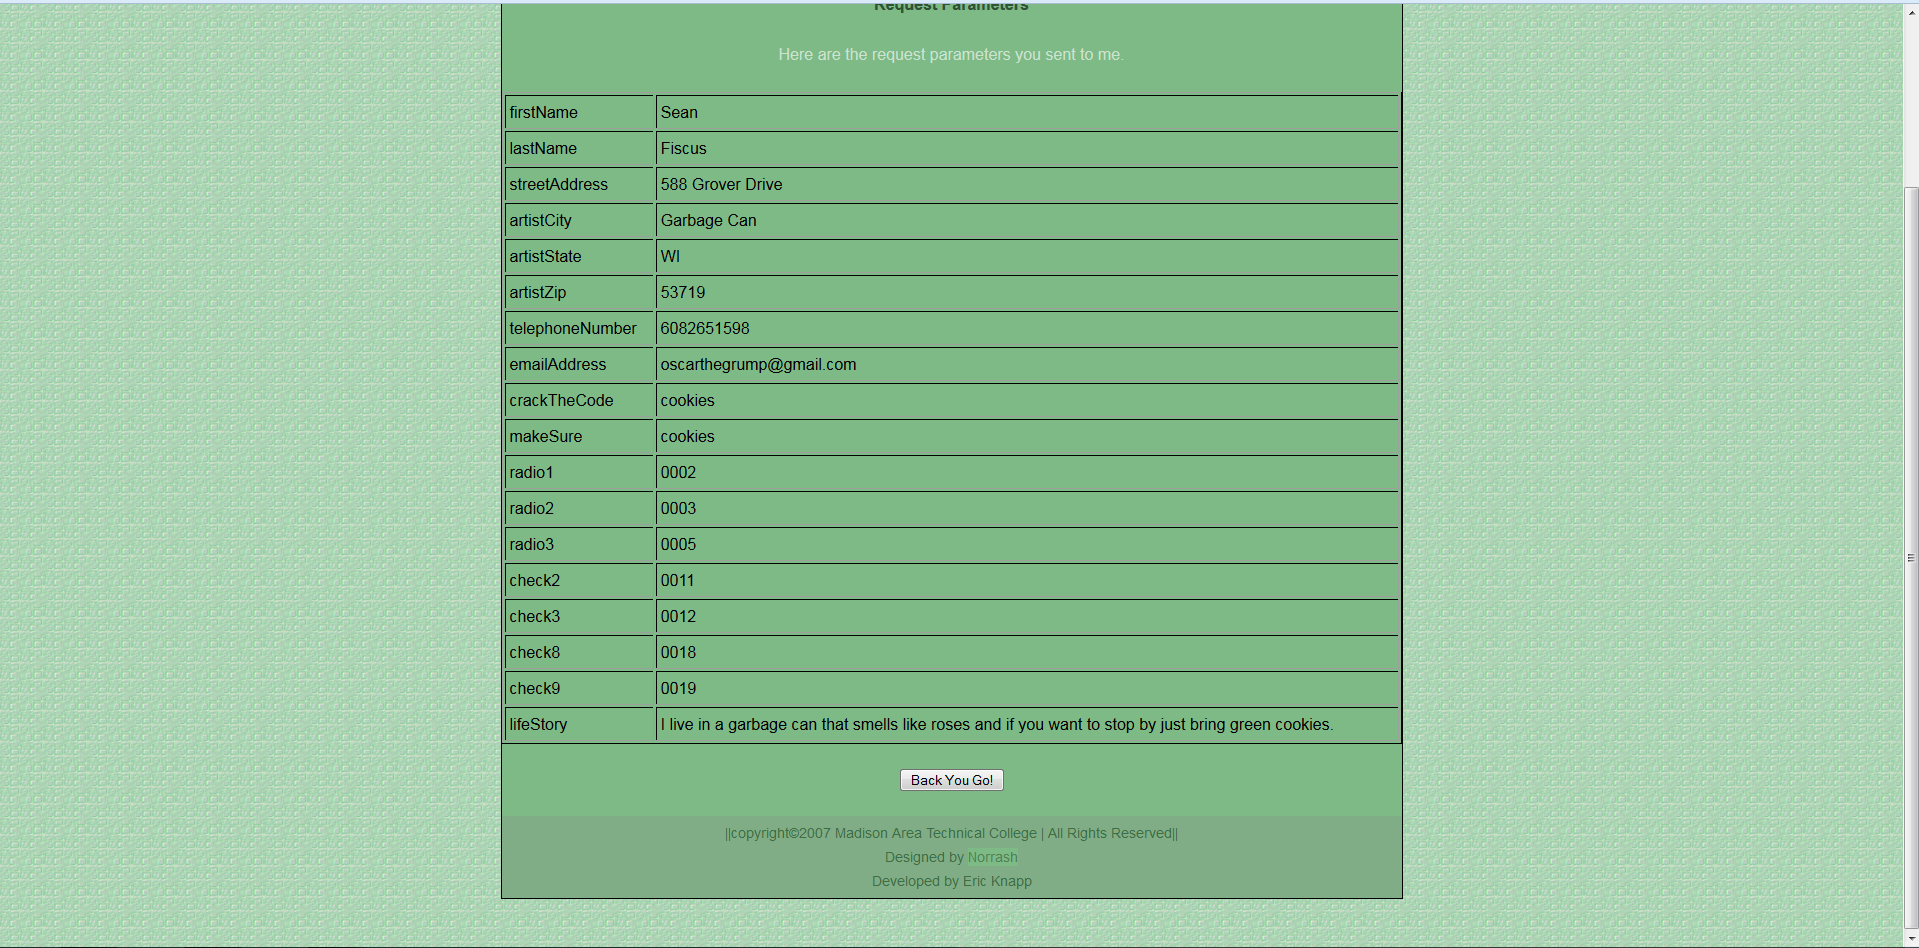 Request Parameters
Here are the request parameters you sent to me.
firstName Sean
lastName Fiscus
streetAddress 588 Grover Drive
artistCity Garbage Can
artistState WI
artistZip 53719
telephoneNumber 6082651598
emailAddress oscarthegrump@gmail.com
crackTheCode cookies
makeSure cookies
radio1 0002
radio2 0003
radio3 0005
check2 0011
check3 0012
check8 0018
check9 0019
lifeStory I live in a garbage can that smells like roses and if you want to stop by just bring green cookies.
Back You Go!
||copyright©2007 Madison Area Technical College | All Rights Reserved||
Designed by Norrash
Developed by Eric Knapp